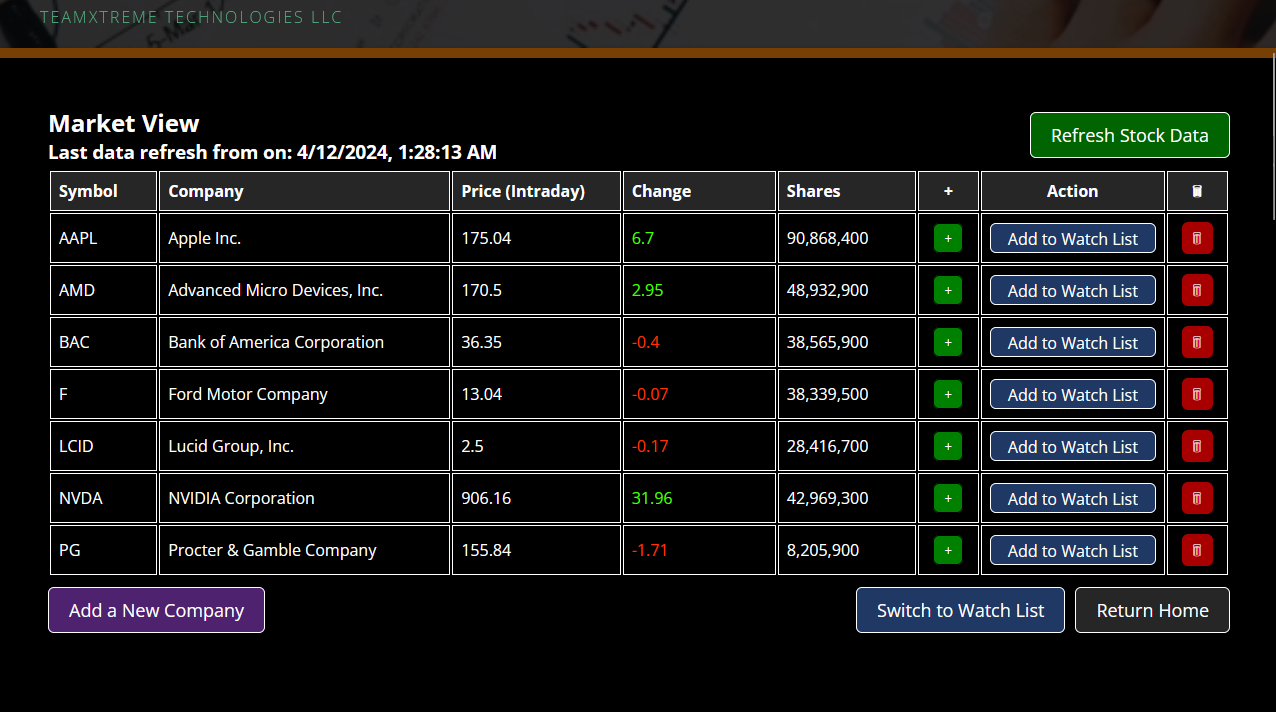 TEAMXTREME TECHNOLOGIES LLC
Market View
Refresh Stock Data
Last data refresh from on: 4/12/2024, 1:28:13 AM
Symbol Company Price (Intraday) Change Shares + Action
AAPL Apple Inc. 175.04 6.7 90,868,400 + Add to Watch List
AMD Advanced Micro Devices, Inc. 170.5 2.95 48,932,900 + Add to Watch List
BAC Bank of America Corporation 36.35 -0.4 38,565,900 + Add to Watch List
F Ford Motor Company 13.04 -0.07 38,339,500 + Add to Watch List
LCID Lucid Group, Inc. 2.5 -0.17 28,416,700 + Add to Watch List
NVDA NVIDIA Corporation 906.16 31.96 42,969,300 + Add to Watch List
PG Procter & Gamble Company 155.84 -1.71 8,205,900 + Add to Watch List
Add a New Company Switch to Watch List Return Home